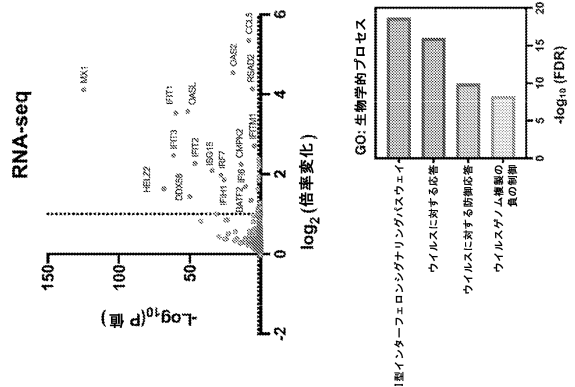 RNA-seq
-Log₁₀(P 値)
150
100
50
0
-2
0
2
4
6
log₂ (倍率変化)
MX1
HEL22
IFIT3
IFIT1
OASL
DDX58
IFIT2
ISG15
IRF7
IFIH1
BATF2
IFI6
CMPK2
OAS2
CCL5
RSAD2
IFITM1
GO: 生物学的プロセス
I型インターフェロンシグナリングパスウェイ
ウイルスに対する応答
ウイルスに対する防御応答
ウイルスゲノム複製の
負の制御
0
5
10
15
20
-log₁₀ (FDR)